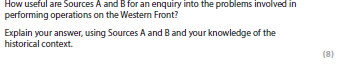 How useful are Sources A and B for an enquiry into the problems involved in
performing operations on the Western Front?
Explain your answer, using Sources A and B and your knowledge of the
historical context.
(8)